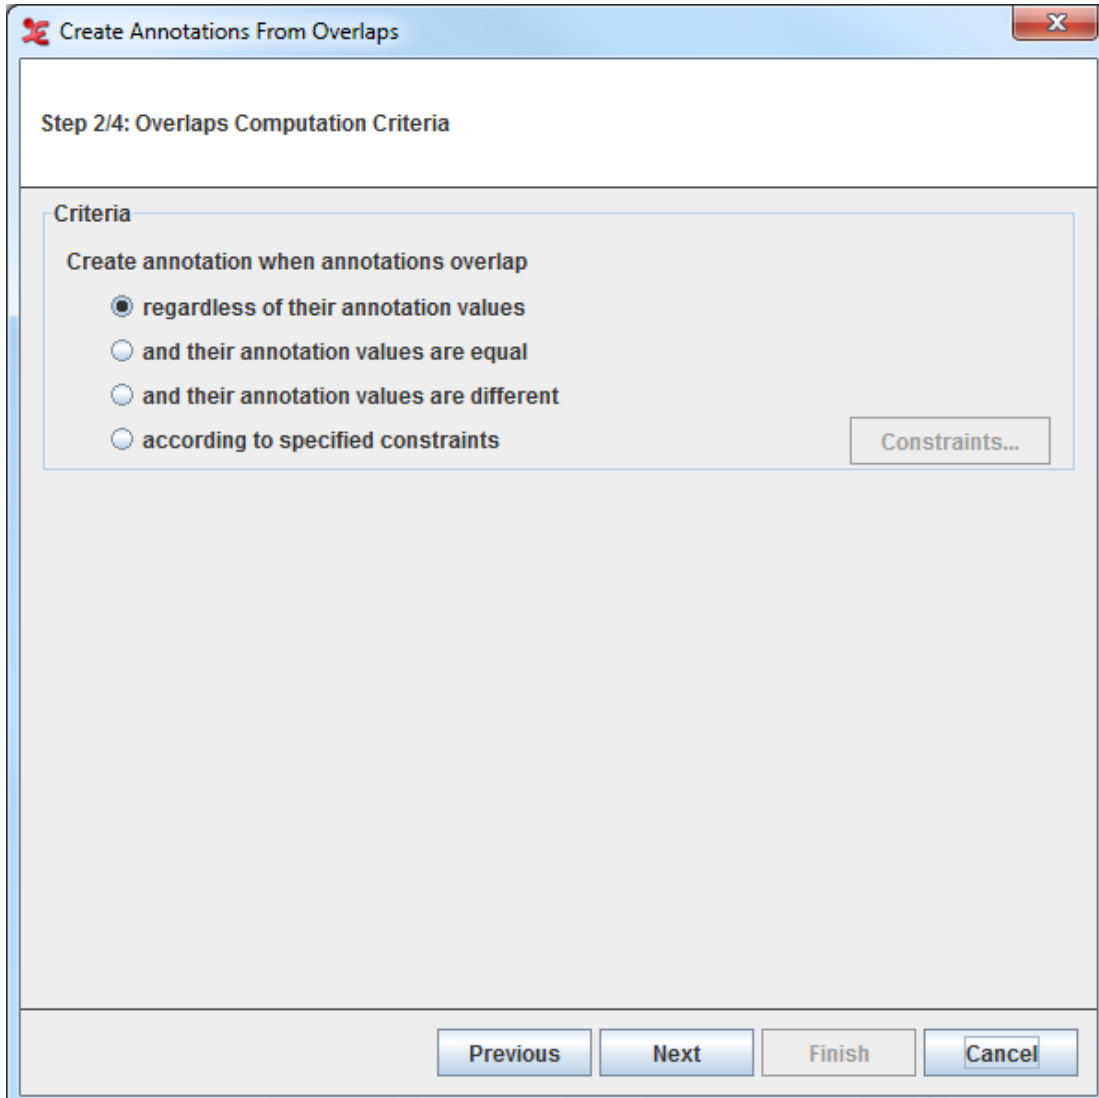 Create Annotations From Overlaps
Step 2/4: Overlaps Computation Criteria
Criteria
Create annotation when annotations overlap
regardless of their annotation values
and their annotation values are equal
and their annotation values are different
according to specified constraints
Constraints...
Previous Next Finish Cancel